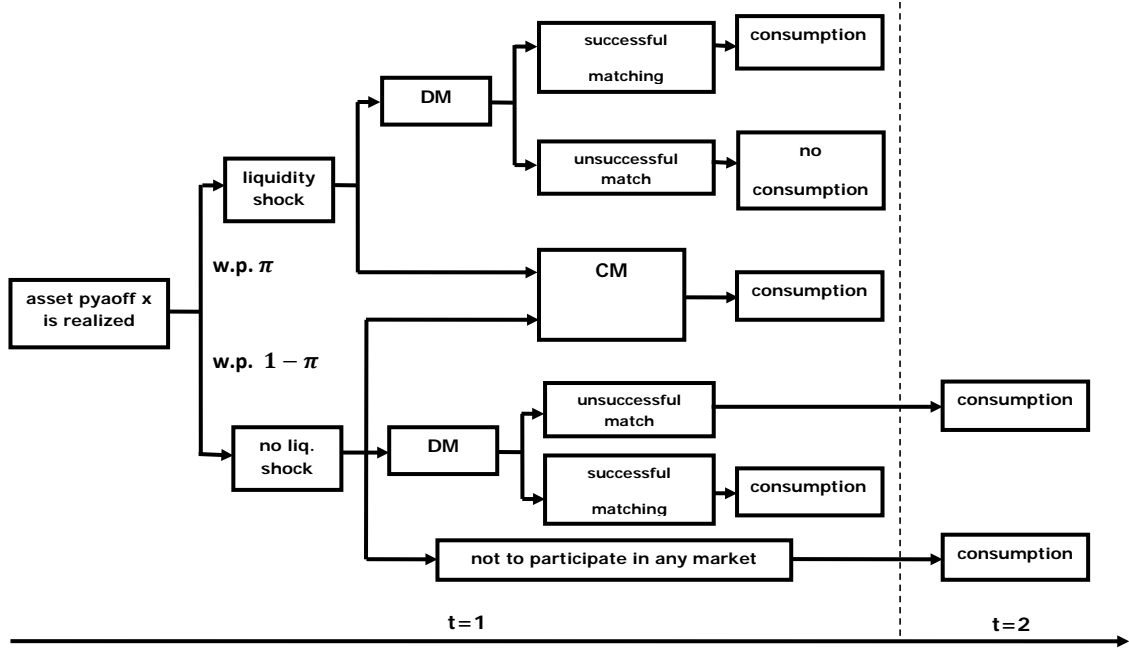 successful
matching
consumption
DM
unsuccessful
match
no
consumption
liquidity
shock
w.p. π
CM
consumption
asset pyaoff x
is realized
w.p. 1 − π
unsuccessful
match
consumption
no liq.
shock
DM
successful
matching
consumption
not to participate in any market
consumption
t=1
t=2